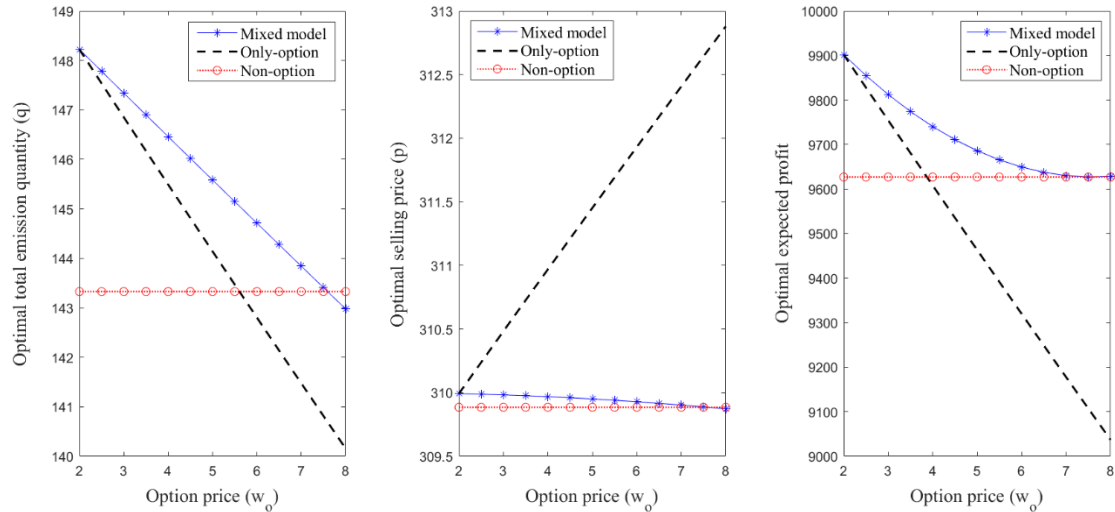 149
148
147
146
145
144
143
142
141
140
2 3 4 5 6 7 8
Optimal total emission quantity (q)
Option price (w_o)
Mixed model
Only-option
Non-option
313
312.5
312
311.5
311
310.5
310
309.5
2 3 4 5 6 7 8
Optimal selling price (p)
Option price (w_o)
Mixed model
Only-option
Non-option
10000
9900
9800
9700
9600
9500
9400
9300
9200
9100
9000
2 3 4 5 6 7 8
Optimal expected profit
Option price (w_o)
Mixed model
Only-option
Non-option